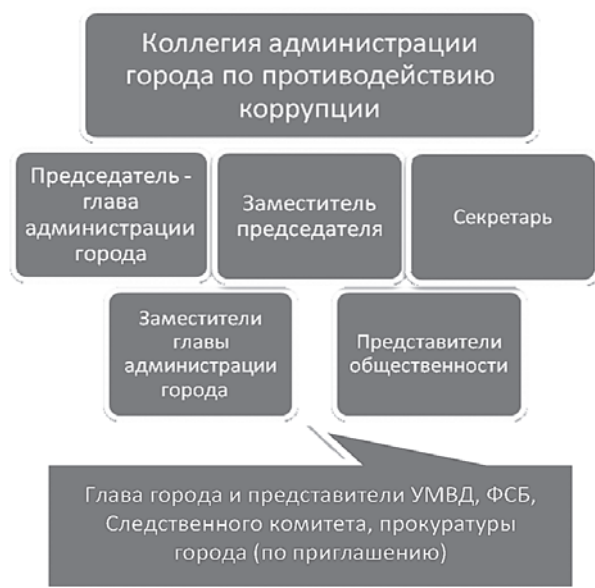 Коллегия администрации
города по противодействию
коррупции
Председатель -
глава
администрации
города
Заместитель
председателя
Секретарь
Заместители
главы
администрации
города
Представители
общественности
Глава города и представители УМВД, ФСБ,
Следственного комитета, прокуратуры
города (по приглашению)